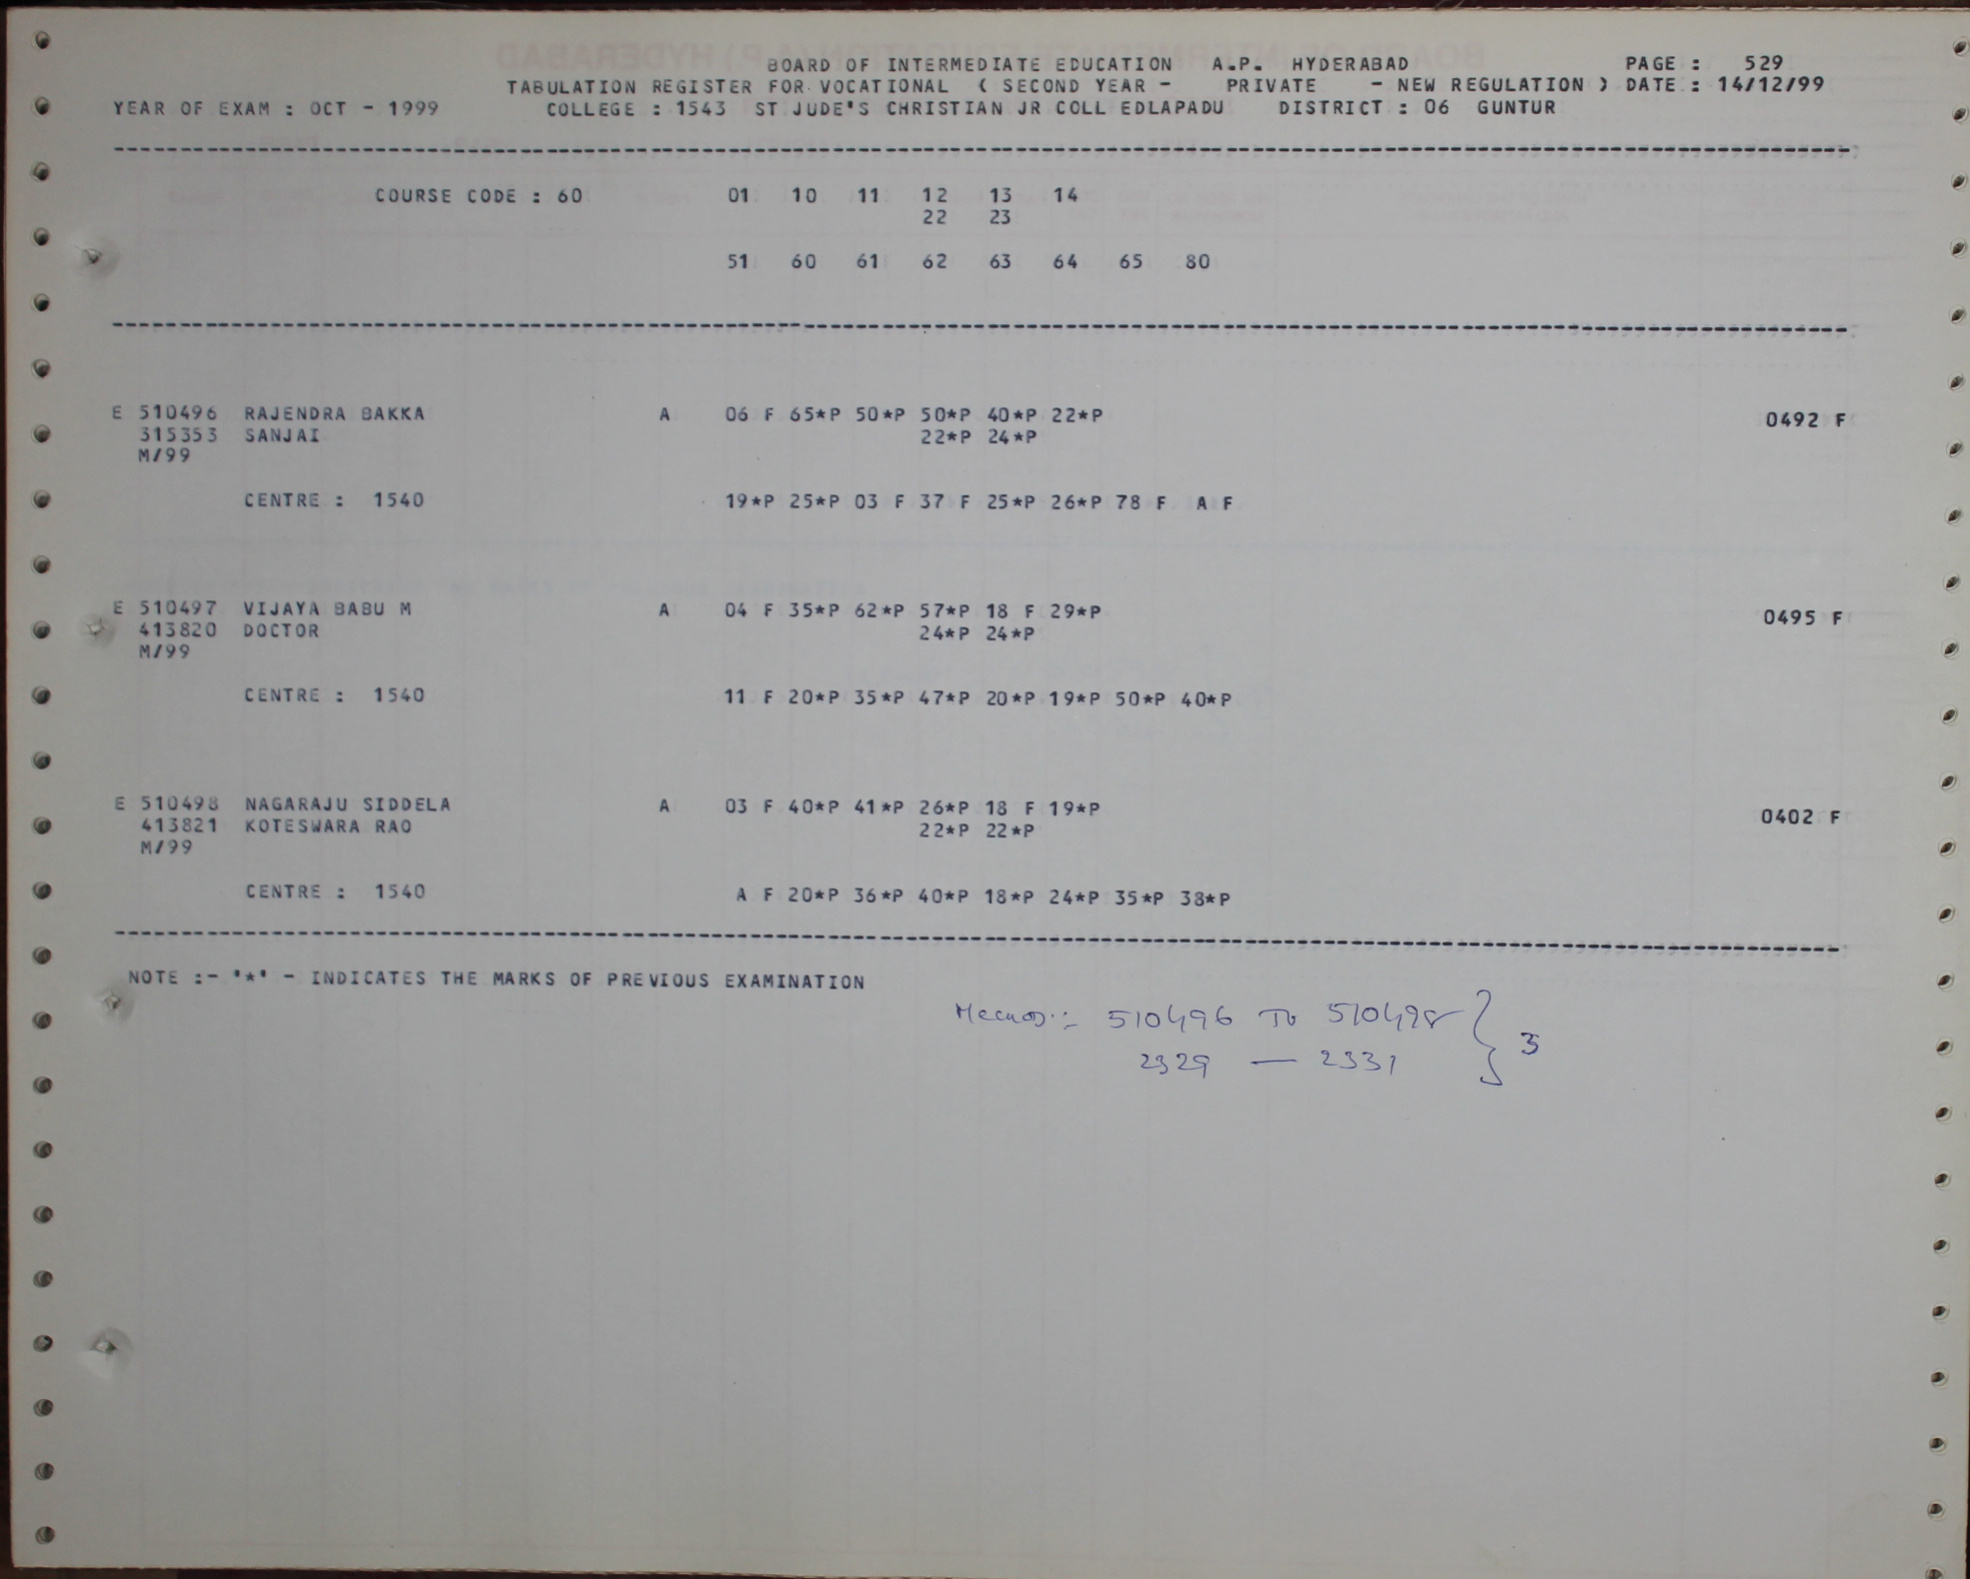 BOARD OF INTERMEDIATE EDUCATION A.P. HYDERABAD PAGE : 529
TABULATION REGISTER FOR VOCATIONAL ( SECOND YEAR - PRIVATE - NEW REGULATION ) DATE : 14/12/99
YEAR OF EXAM : OCT - 1999 COLLEGE : 1543 ST JUDE'S CHRISTIAN JR COLL EDLAPADU DISTRICT : 06 GUNTUR
COURSE CODE : 60 01 10 11 12 13 14
22 23
51 60 61 62 63 64 65 80
E 510496 RAJENDRA BAKKA A 06 F 65*P 50*P 50*P 40*P 22*P 0492 F
315353 SANJAI 22*P 24*P
M/99
CENTRE : 1540 19*P 25*P 03 F 37 F 25*P 26*P 78 F A F
E 510497 VIJAYA BABU M A 04 F 35*P 62*P 57*P 18 F 29*P 0495 F
413820 DOCTOR 24*P 24*P
M/99
CENTRE : 1540 11 F 20*P 35*P 47*P 20*P 19*P 50*P 40*P
E 510498 NAGARAJU SIDDELA A 03 F 40*P 41*P 26*P 18 F 19*P 0402 F
413821 KOTESWARA RAO 22*P 22*P
M/99
CENTRE : 1540 A F 20*P 36*P 40*P 18*P 24*P 35*P 38*P
NOTE :- '*' - INDICATES THE MARKS OF PREVIOUS EXAMINATION
510496 To 510498 } 3
2329 — 2331